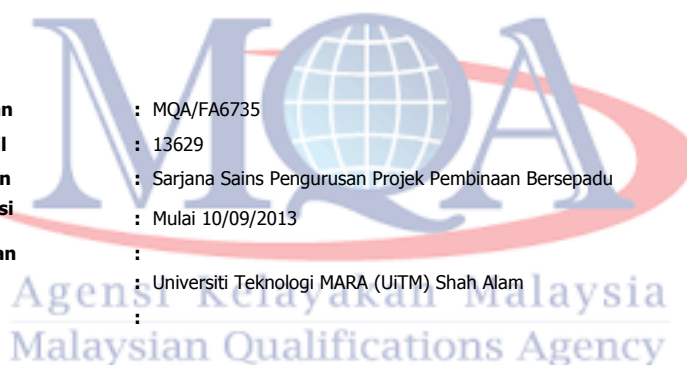 MQA
an : MQA/FA6735
l : 13629
n : Sarjana Sains Pengurusan Projek Pembinaan Bersepadu
si : Mulai 10/09/2013
an :
: Universiti Teknologi MARA (UiTM) Shah Alam
:
Agensi Kelayakan Malaysia
Malaysian Qualifications Agency